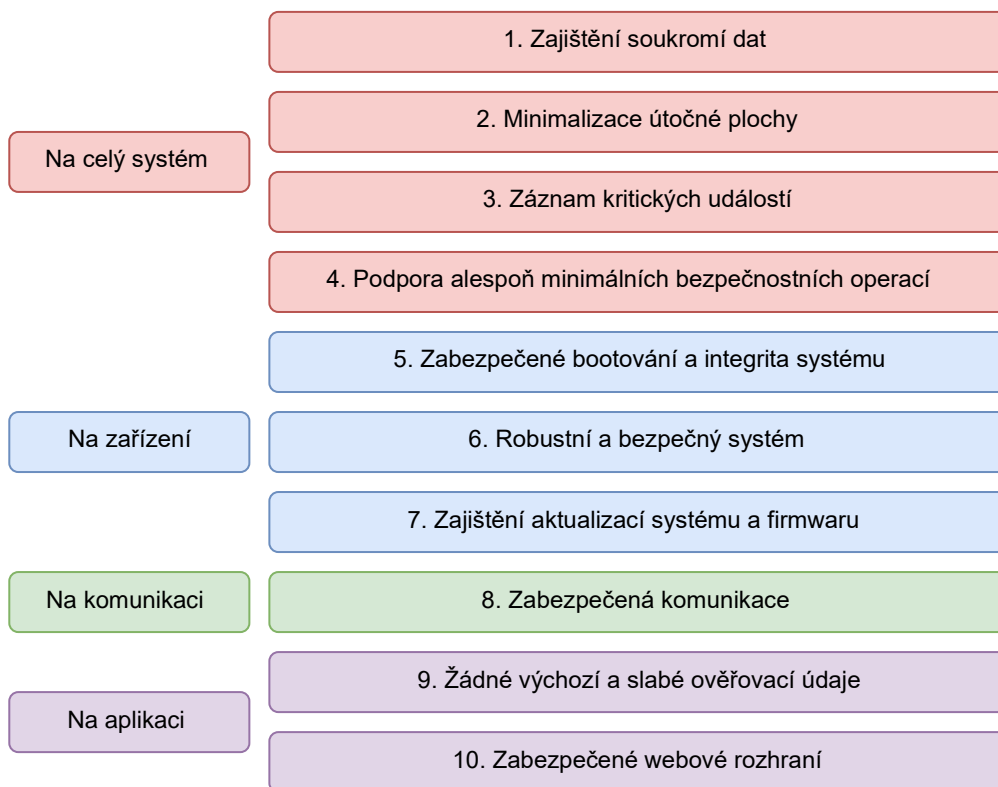 1. Zajištění soukromí dat
2. Minimalizace útočné plochy
Na celý systém
3. Záznam kritických událostí
4. Podpora alespoň minimálních bezpečnostních operací
5. Zabezpečené bootování a integrita systému
Na zařízení
6. Robustní a bezpečný systém
7. Zajištění aktualizací systému a firmwaru
Na komunikaci
8. Zabezpečená komunikace
9. Žádné výchozí a slabé ověřovací údaje
Na aplikaci
10. Zabezpečené webové rozhraní